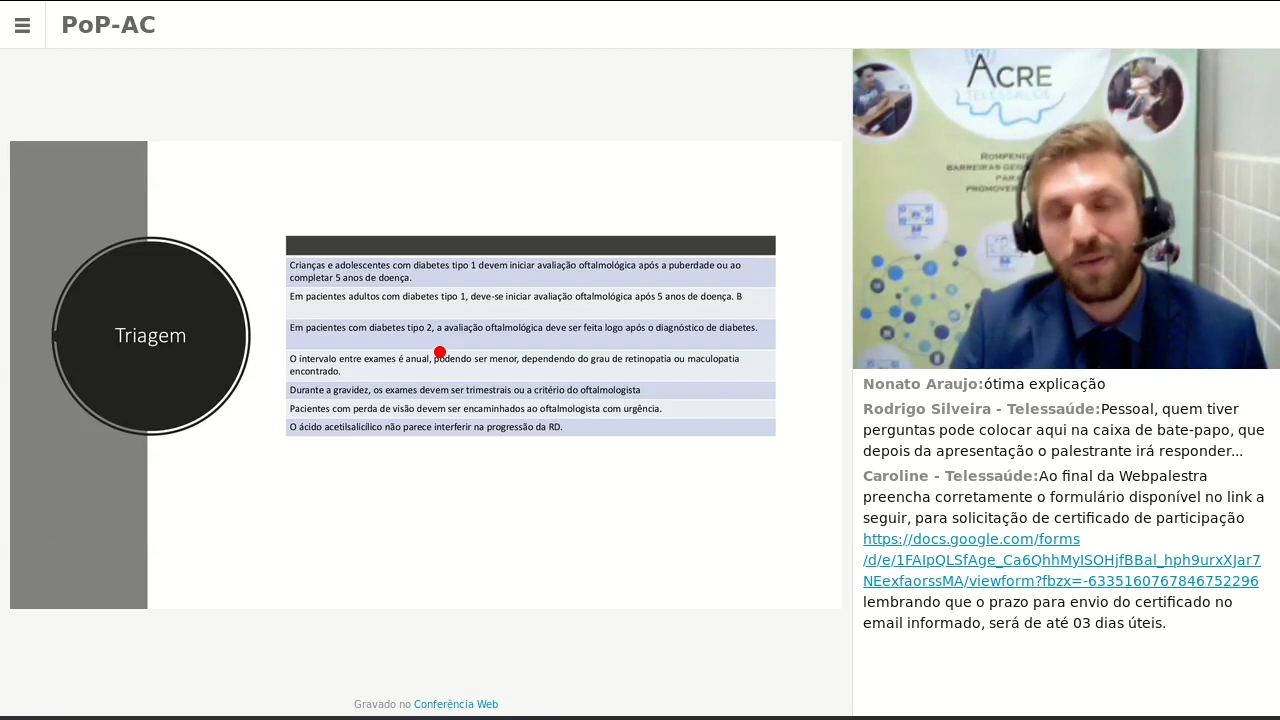 PoP-AC
Triagem
Crianças e adolescentes com diabetes tipo 1 devem iniciar avaliação oftalmológica após a puberdade ou ao
completar 5 anos de doença.
Em pacientes adultos com diabetes tipo 1, deve-se iniciar avaliação oftalmológica após 5 anos de doença. B
Em pacientes com diabetes tipo 2, a avaliação oftalmológica deve ser feita logo após o diagnóstico de diabetes.
O intervalo entre exames é anual, podendo ser menor, dependendo do grau de retinopatia ou maculopatia
encontrado.
Durante a gravidez, os exames devem ser trimestrais ou a critério do oftalmologista
Pacientes com perda de visão devem ser encaminhados ao oftalmologista com urgência.
O ácido acetilsalicílico não parece interferir na progressão da RD.
Gravado no Conferência Web
ACRE
TELESSAÚDE
ROMPEND
BARREIRAS GEO
PARA
PROMOVER
Nonato Araujo:ótima explicação
Rodrigo Silveira - Telessaúde:Pessoal, quem tiver
perguntas pode colocar aqui na caixa de bate-papo, que
depois da apresentação o palestrante irá responder...
Caroline - Telessaúde:Ao final da Webpalestra
preencha corretamente o formulário disponível no link a
seguir, para solicitação de certificado de participação
https://docs.google.com/forms
/d/e/1FAIpQLSfAge_Ca6QhhMyISOHjfBBal_hph9urxXJar7
NEexfaorssMA/viewform?fbzx=-6335160767846752296
lembrando que o prazo para envio do certificado no
email informado, será de até 03 dias úteis.